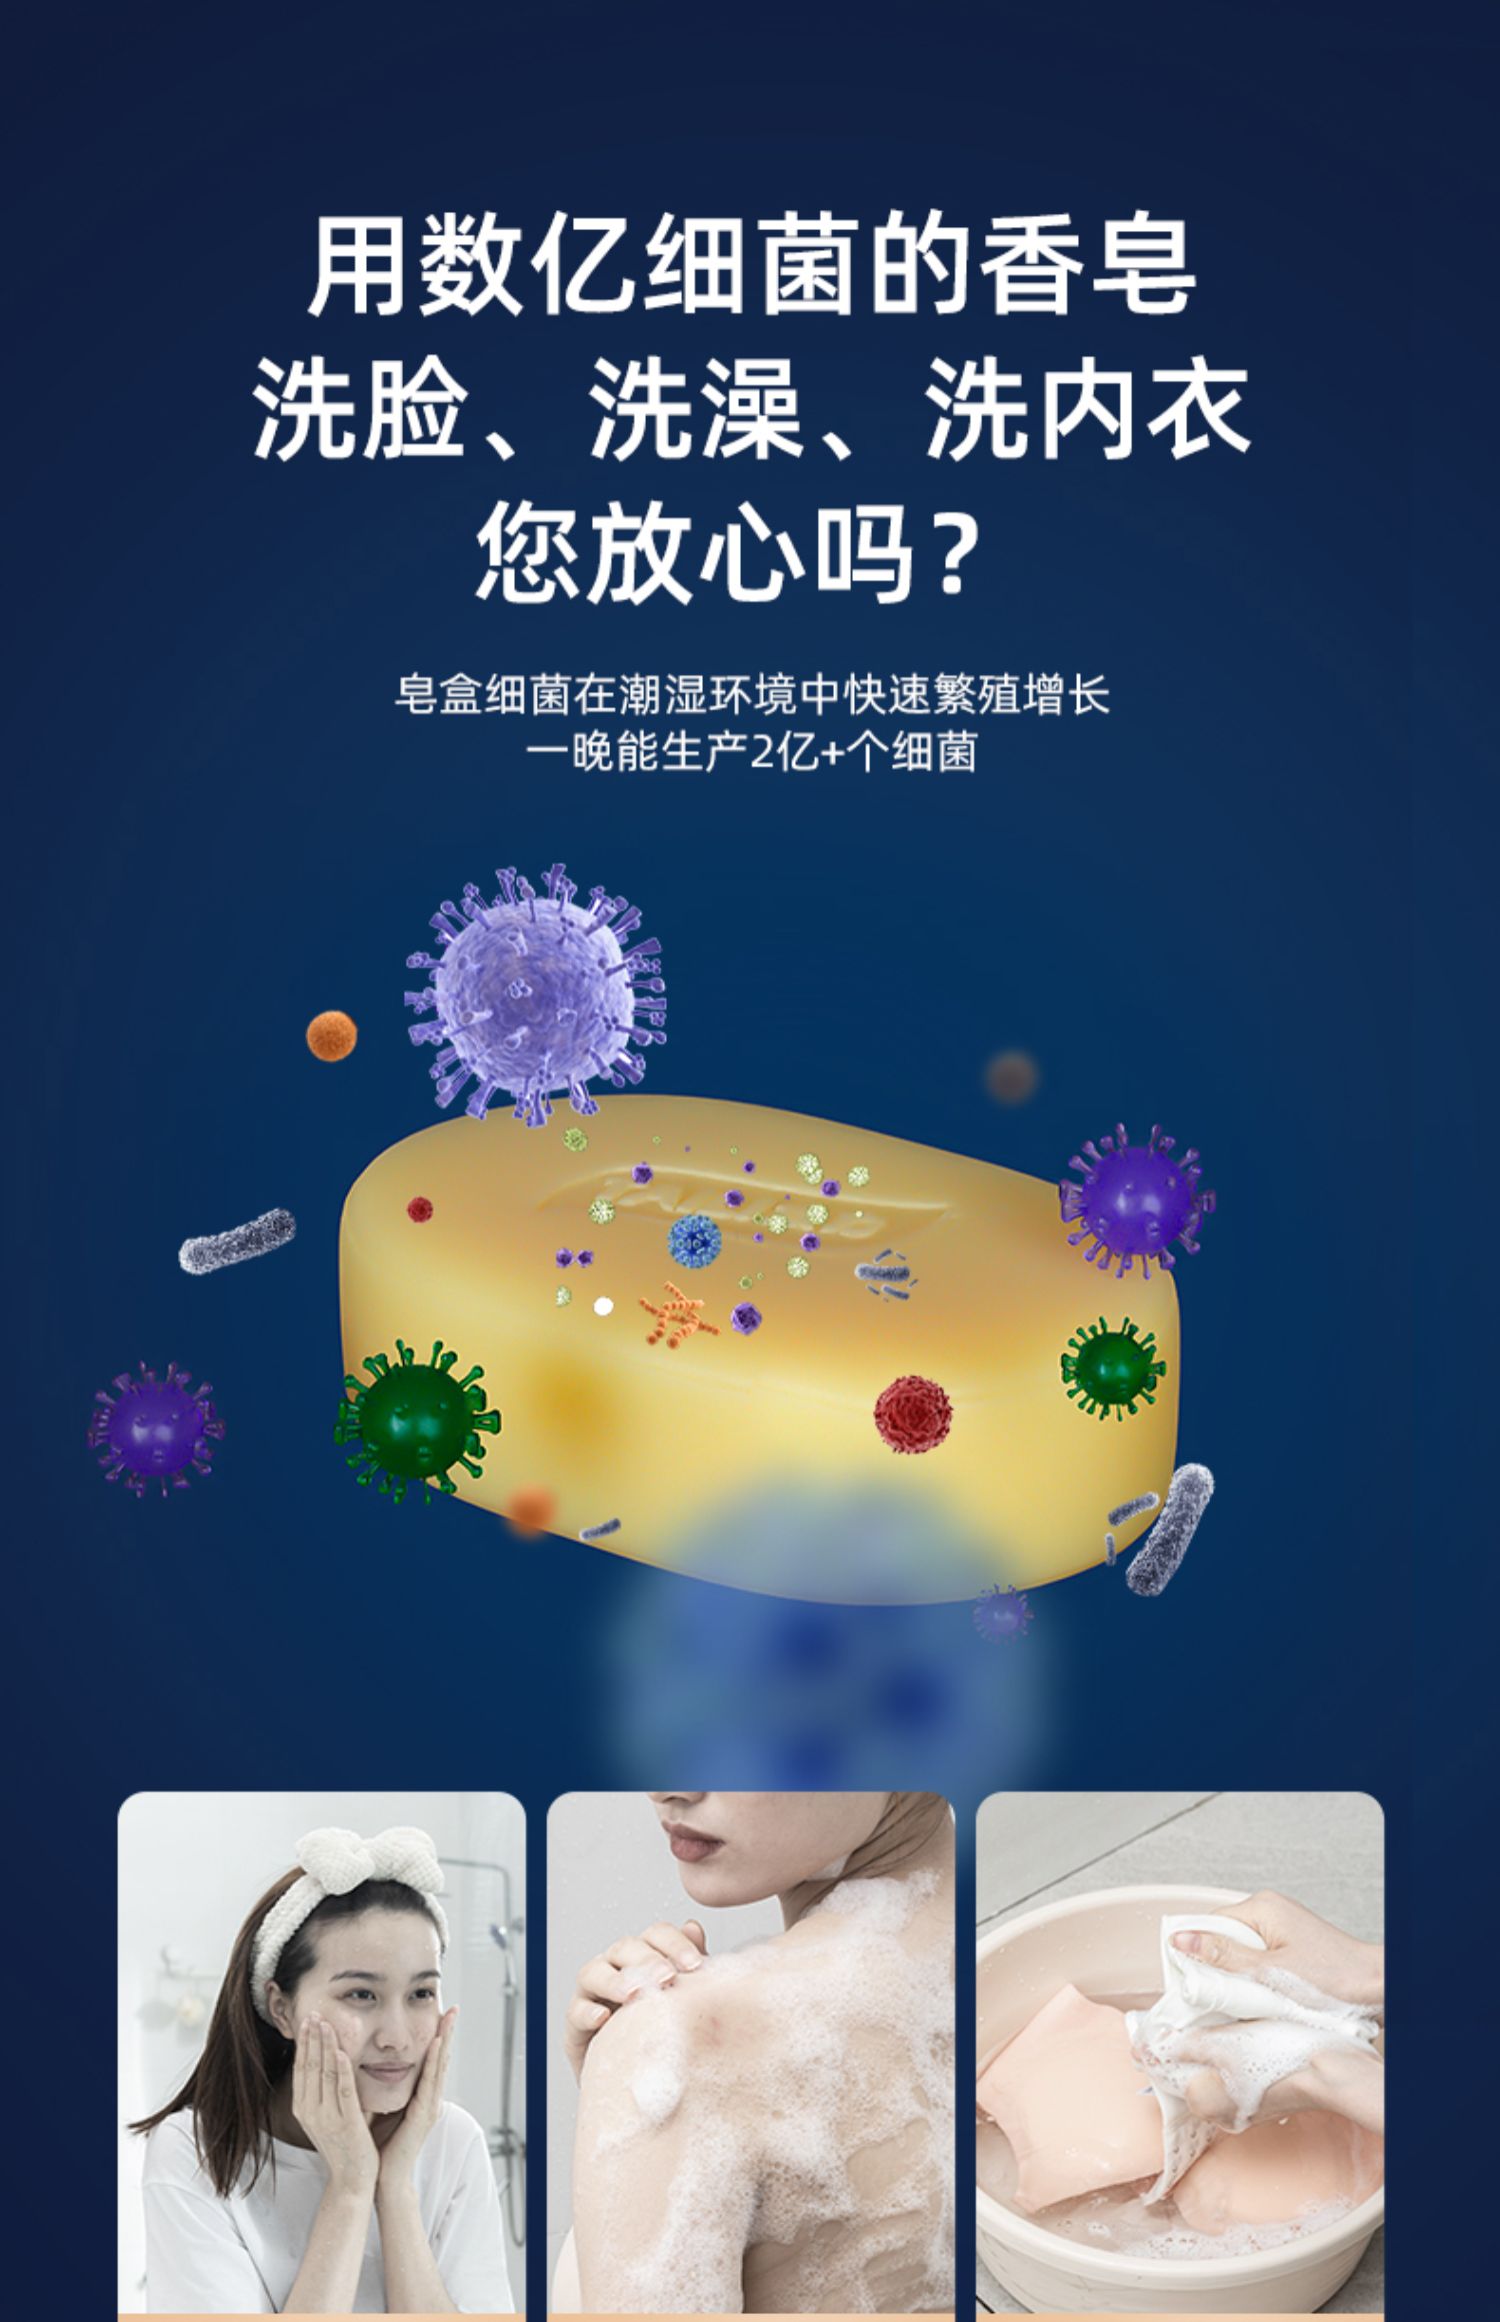 用数亿细菌的香皂
洗脸、洗澡、洗内衣
您放心吗?
皂盒细菌在潮湿环境中快速繁殖增长
一晚能生产2亿+个细菌